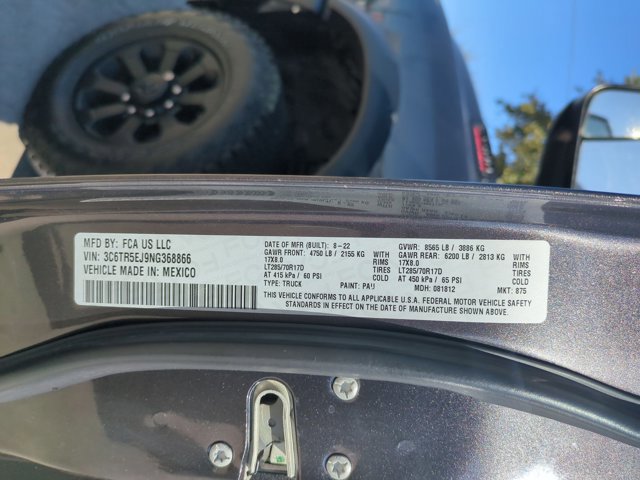 MFD BY: FCA US LLC
VIN: 3C6TR5EJ9NG368866
VEHICLE MADE IN: MEXICO
DATE OF MFR (BUILT): 8-22
GAWR FRONT: 4750 LB / 2155 KG WITH
17X8.0 RIMS
LT285/70R17D TIRES
AT 415 kPa / 60 PSI COLD
TYPE: TRUCK PAINT: PAU
GVWR: 8565 LB / 3886 KG
GAWR REAR: 6200 LB / 2813 KG WITH
17X8.0 RIMS
LT285/70R17D TIRES
AT 450 kPa / 65 PSI COLD
MDH: 081812 MKT: 875
THIS VEHICLE CONFORMS TO ALL APPLICABLE U.S.A. FEDERAL MOTOR VEHICLE SAFETY
STANDARDS IN EFFECT ON THE DATE OF MANUFACTURE SHOWN ABOVE.